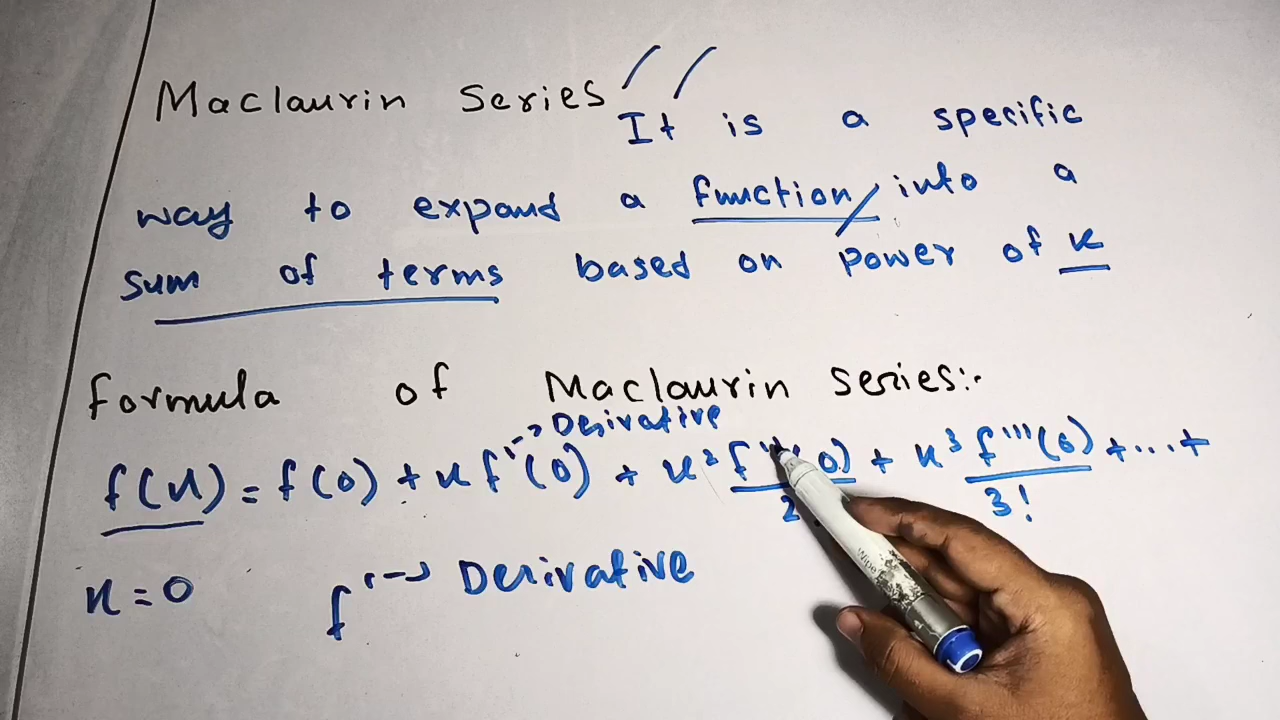 Maclaurin Series // It is a specific
way to expand a function/ into a
sum of terms based on power of x
formula of Maclaurin series:-
--> Derivative
f(x) = f(0) + x f'(0) + x² f''(0)/2 + x³ f'''(0)/3! + ... +
x = 0 f' --> Derivative
Wipe